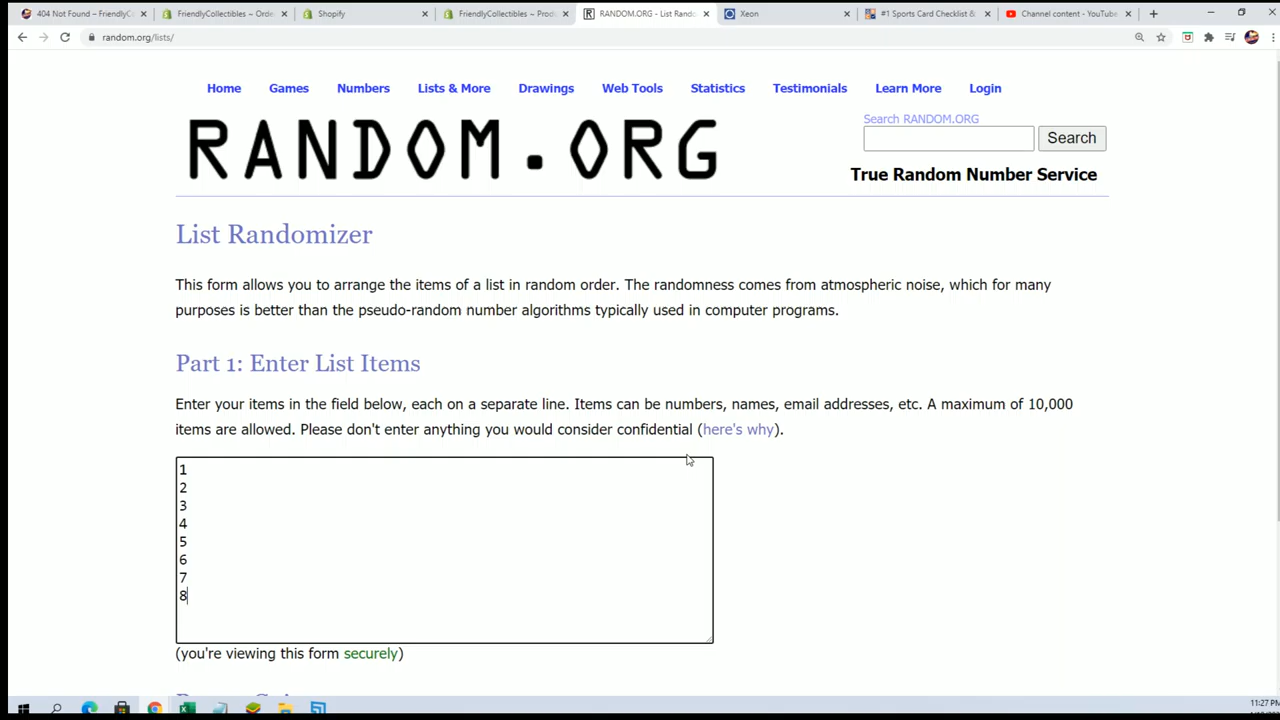 404 Not Found – FriendlyC
FriendlyCollectibles – Orde
Shopify
FriendlyCollectibles – Prod
RANDOM.ORG - List Rando
Xeon
#1 Sports Card Checklist &
Channel content - YouTube
random.org/lists/
Home Games Numbers Lists & More Drawings Web Tools Statistics Testimonials Learn More Login
RANDOM.ORG
Search RANDOM.ORG
Search
True Random Number Service
List Randomizer
This form allows you to arrange the items of a list in random order. The randomness comes from atmospheric noise, which for many
purposes is better than the pseudo-random number algorithms typically used in computer programs.
Part 1: Enter List Items
Enter your items in the field below, each on a separate line. Items can be numbers, names, email addresses, etc. A maximum of 10,000
items are allowed. Please don't enter anything you would consider confidential (here's why).
1
2
3
4
5
6
7
8
(you're viewing this form securely)
11:27 PM